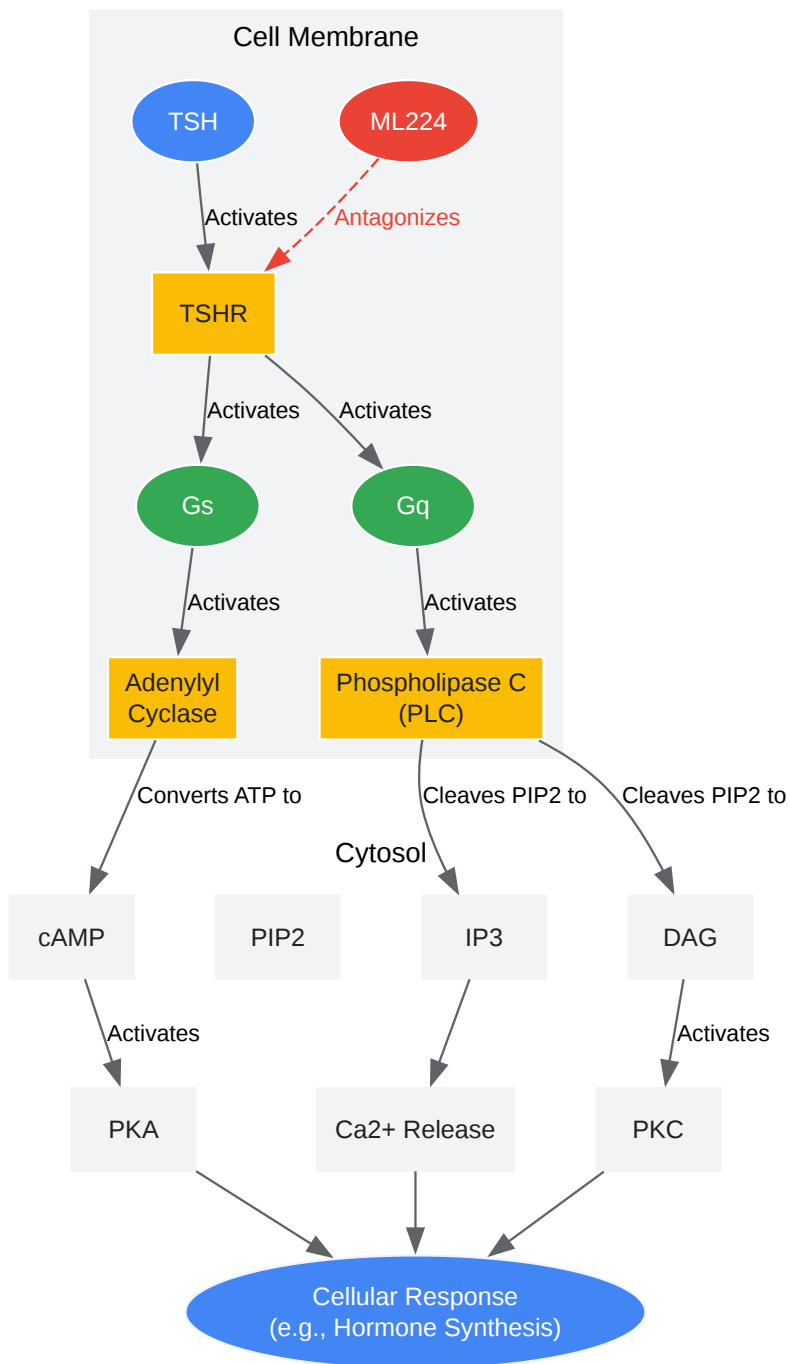 Cell Membrane
TSH
ML224
Activates
Antagonizes
TSHR
Activates
Activates
Gs
Gq
Activates
Activates
Adenylyl
Cyclase
Phospholipase C
(PLC)
Converts ATP to
Cleaves PIP2 to
Cleaves PIP2 to
Cytosol
cAMP
PIP2
IP3
DAG
Activates
Activates
PKA
Ca2+ Release
PKC
Cellular Response
(e.g., Hormone Synthesis)